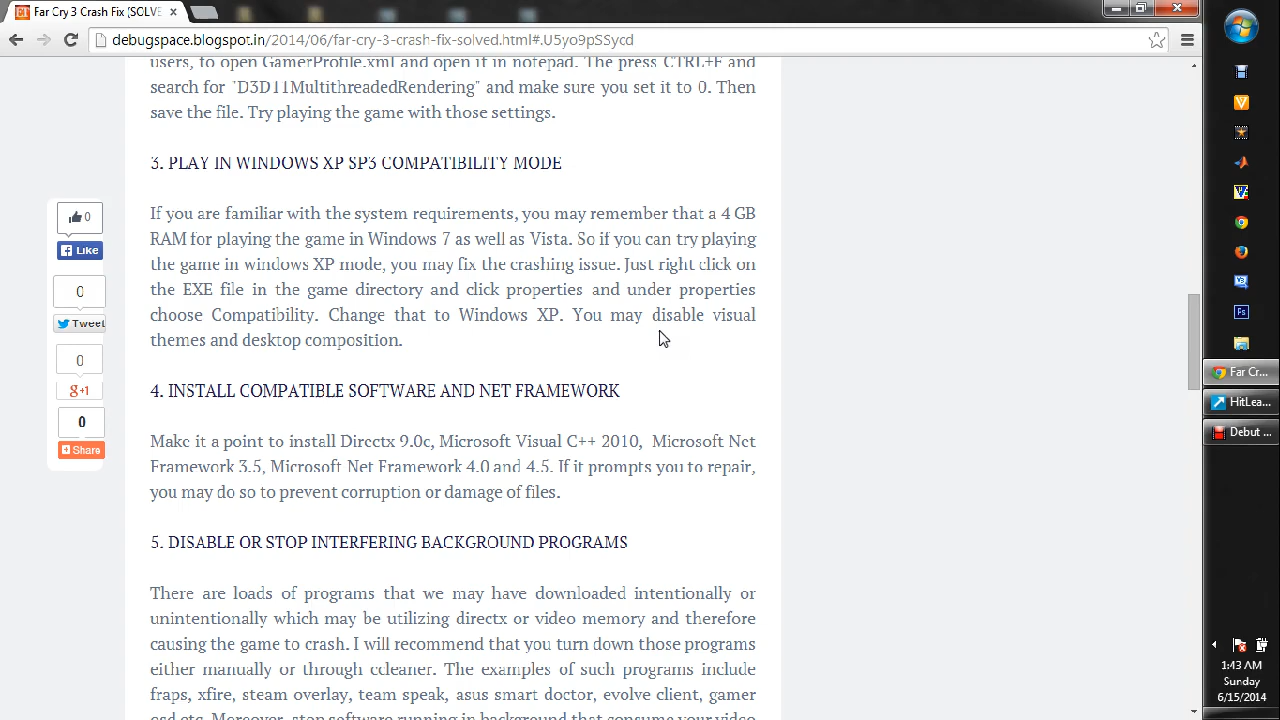 Far Cry 3 Crash Fix (SOLVE
debugspace.blogspot.in/2014/06/far-cry-3-crash-fix-solver.html#.U5yo9pSSycd
users, to open GamerProfile.xml and open it in notepad. The press CTRL+F and
search for "D3D11MultithreadedRendering" and make sure you set it to 0. Then
save the file. Try playing the game with those settings.
3. PLAY IN WINDOWS XP SP3 COMPATIBILITY MODE
If you are familiar with the system requirements, you may remember that a 4 GB
RAM for playing the game in Windows 7 as well as Vista. So if you can try playing
the game in windows XP mode, you may fix the crashing issue. Just right click on
the EXE file in the game directory and click properties and under properties
choose Compatibility. Change that to Windows XP. You may disable visual
themes and desktop composition.
4. INSTALL COMPATIBLE SOFTWARE AND NET FRAMEWORK
Make it a point to install Directx 9.0c, Microsoft Visual C++ 2010, Microsoft Net
Framework 3.5, Microsoft Net Framework 4.0 and 4.5. If it prompts you to repair,
you may do so to prevent corruption or damage of files.
5. DISABLE OR STOP INTERFERING BACKGROUND PROGRAMS
There are loads of programs that we may have downloaded intentionally or
unintentionally which may be utilizing directx or video memory and therefore
causing the game to crash. I will recommend that you turn down those programs
either manually or through ccleaner. The examples of such programs include
fraps, xfire, steam overlay, team speak, asus smart doctor, evolve client, gamer
osd etc. Moreover, stop software running in background that consume your video
0
Like
0
Tweet
0
+1
0
Share
Ps
Far Cr...
HitLea...
Debut ...
1:43 AM
Sunday
6/15/2014